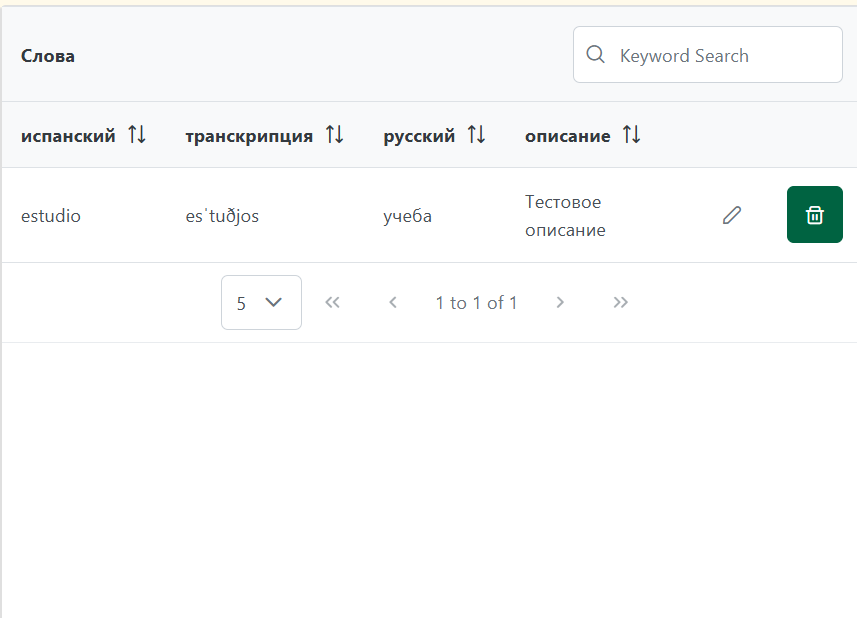 Слова
Keyword Search
испанский транскрипция русский описание
estudio esˈtuðjos учеба Тестовое
описание
5 1 to 1 of 1